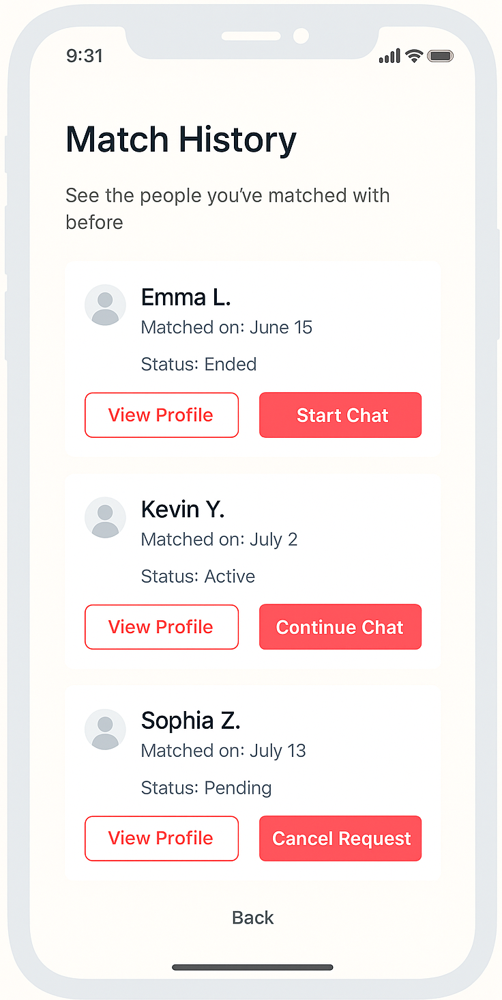 9:31
Match History
See the people you’ve matched with
before
Emma L.
Matched on: June 15
Status: Ended
View Profile
Start Chat
Kevin Y.
Matched on: July 2
Status: Active
View Profile
Continue Chat
Sophia Z.
Matched on: July 13
Status: Pending
View Profile
Cancel Request
Back